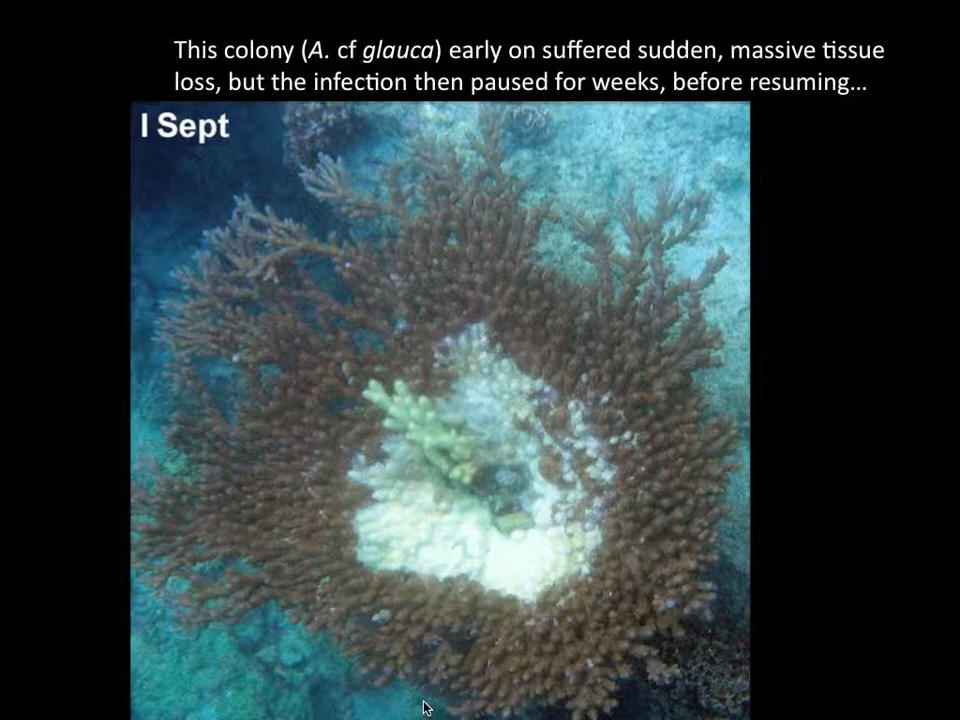 This colony (A. cf glauca) early on suffered sudden, massive tissue
loss, but the infection then paused for weeks, before resuming…
I Sept